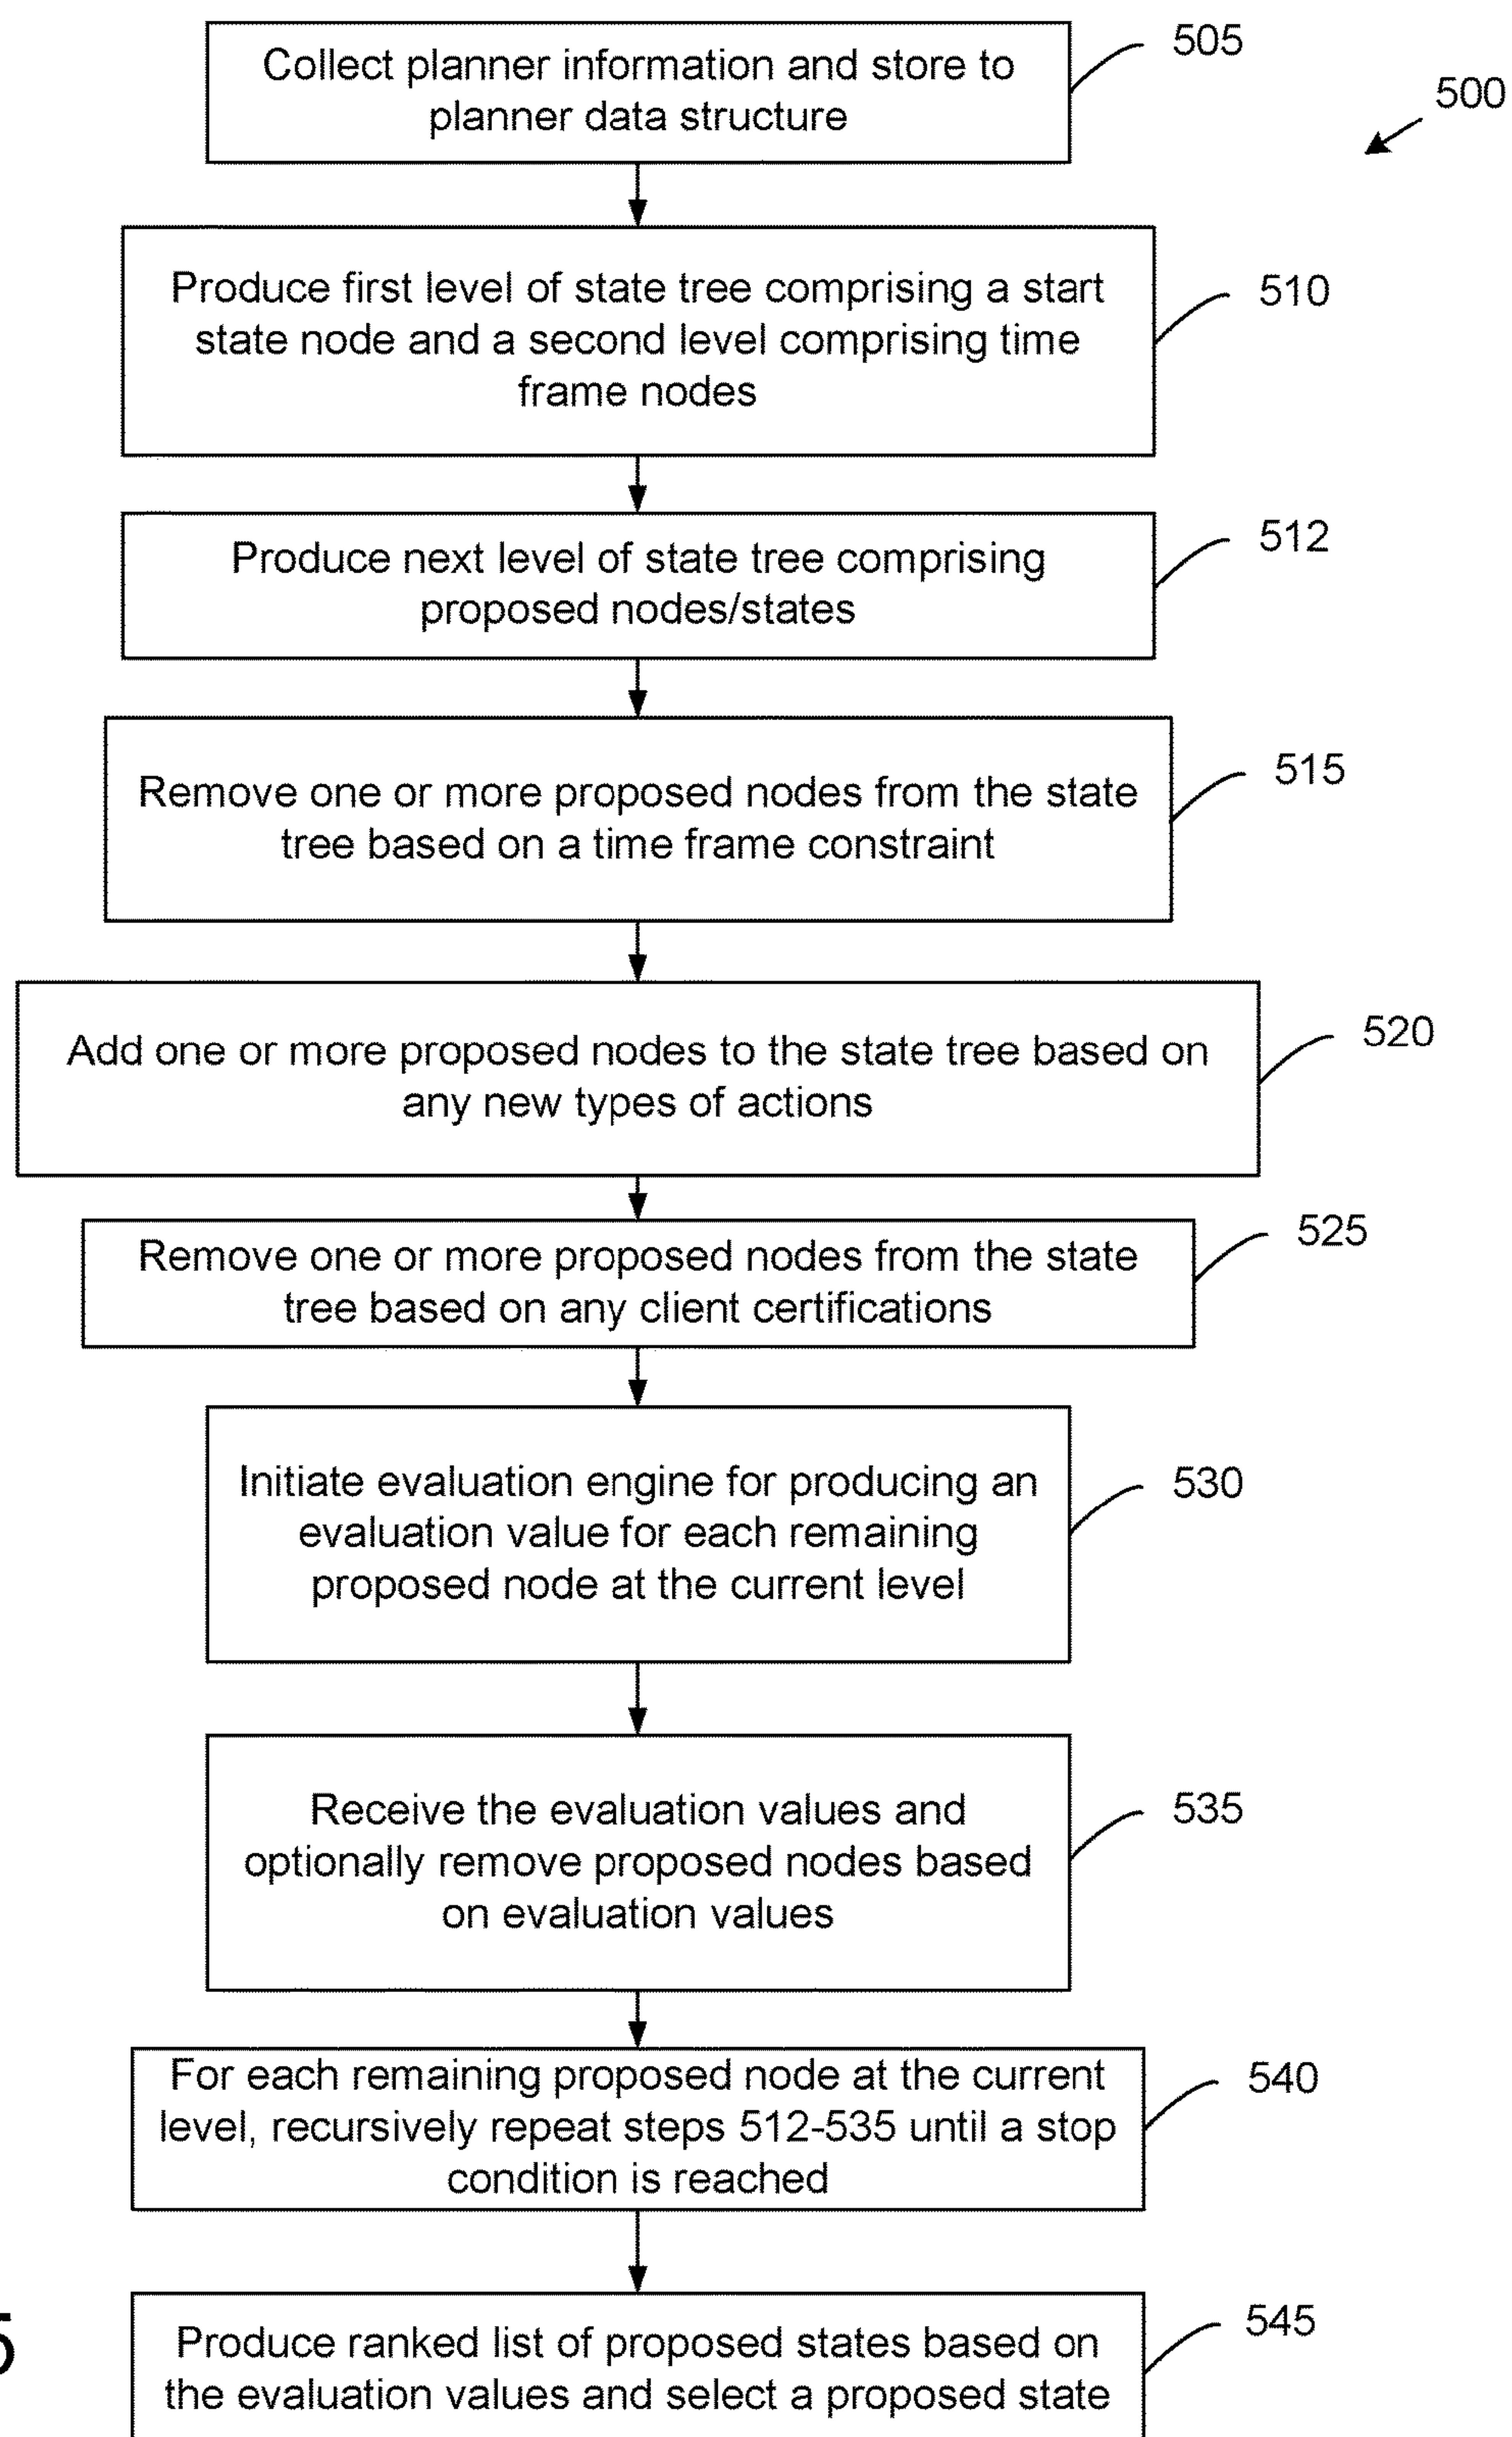 Collect planner information and store to
planner data structure
505
500
Produce first level of state tree comprising a start
state node and a second level comprising time
frame nodes
510
Produce next level of state tree comprising
proposed nodes/states
512
Remove one or more proposed nodes from the state
tree based on a time frame constraint
515
Add one or more proposed nodes to the state tree based on
any new types of actions
520
Remove one or more proposed nodes from the state
tree based on any client certifications
525
Initiate evaluation engine for producing an
evaluation value for each remaining
proposed node at the current level
530
Receive the evaluation values and
optionally remove proposed nodes based
on evaluation values
535
For each remaining proposed node at the current
level, recursively repeat steps 512-535 until a stop
condition is reached
540
Produce ranked list of proposed states based on
the evaluation values and select a proposed state
545